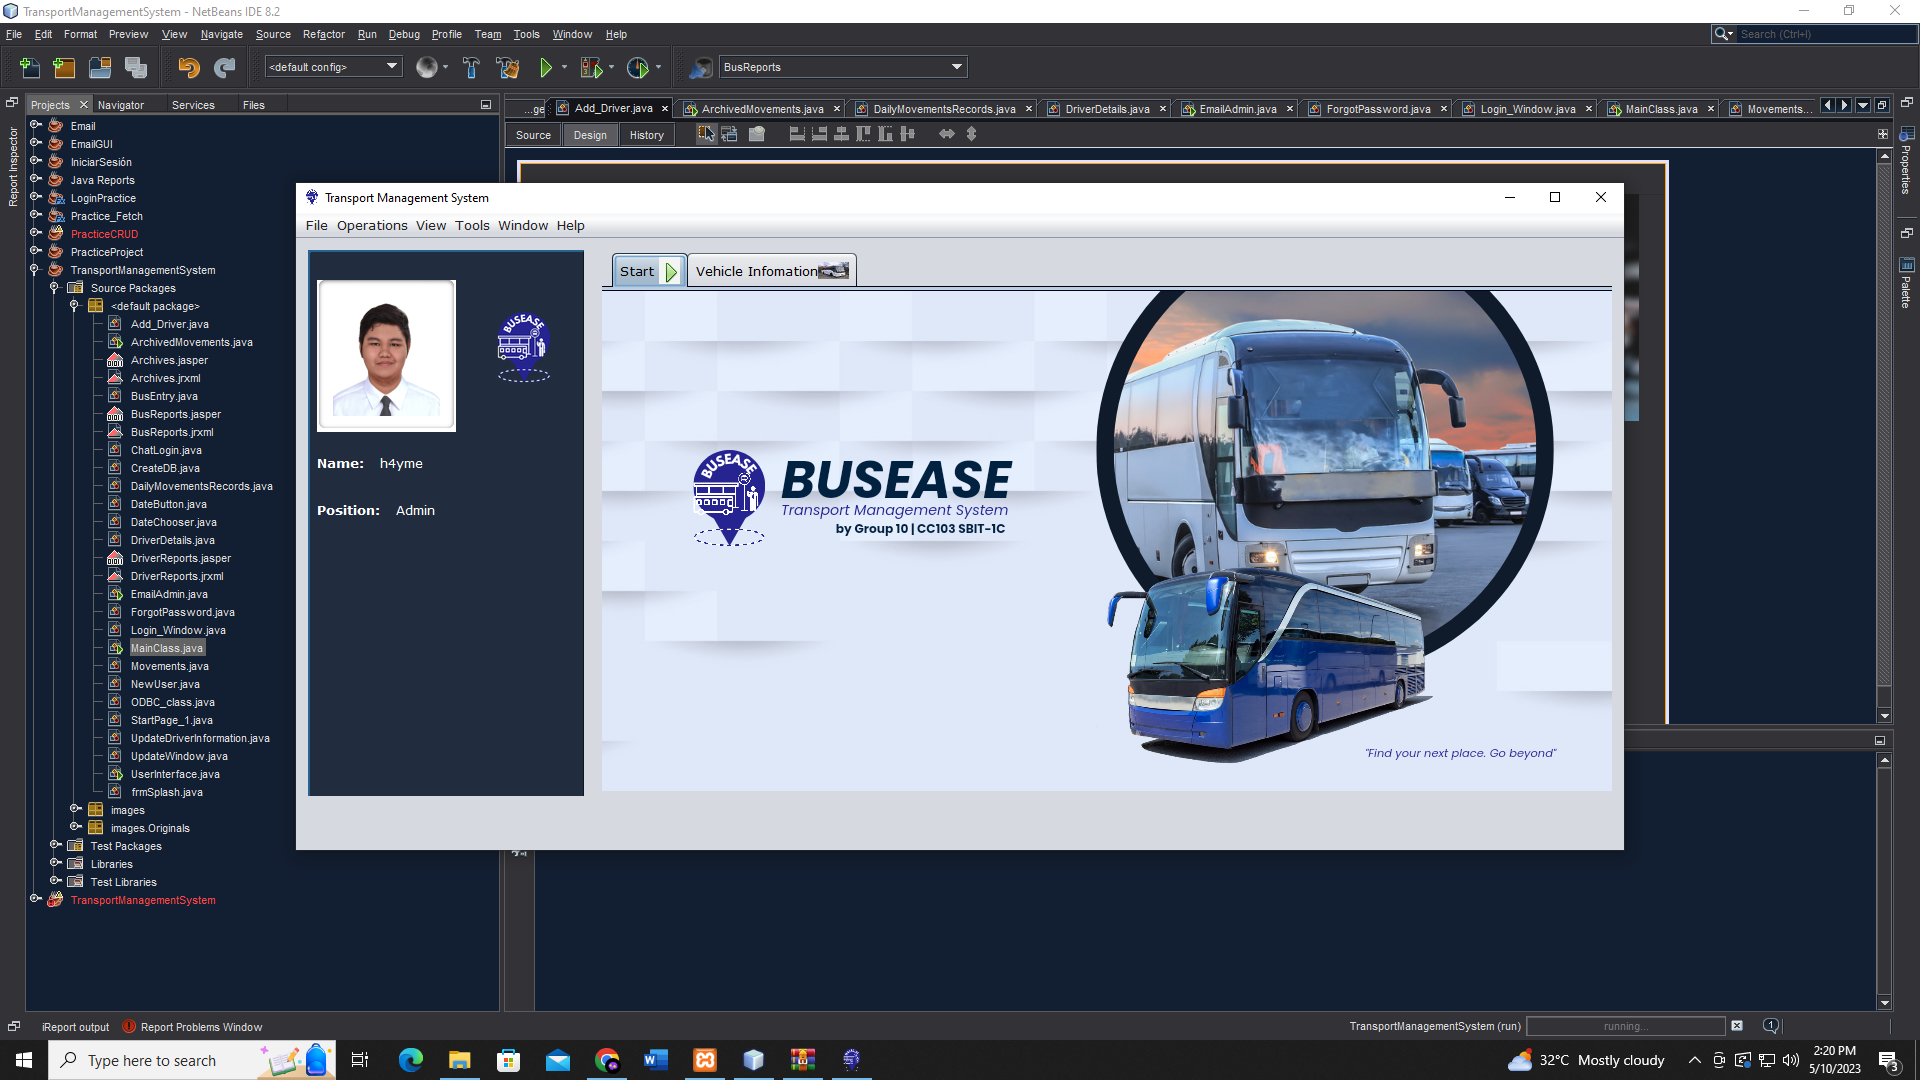 TransportManagementSystem - NetBeans IDE 8.2
File Edit Format Preview View Navigate Source Refactor Run Debug Profile Team Tools Window Help
Search (Ctrl+I)
<default config>
BusReports
Projects Navigator Services Files
...ge Add_Driver.java ArchivedMovements.java DailyMovementsRecords.java DriverDetails.java EmailAdmin.java ForgotPassword.java Login_Window.java MainClass.java Movements...
Source Design History
Report Inspector
Properties
Palette
Email
EmailGUI
IniciarSesión
Java Reports
LoginPractice
Practice_Fetch
PracticeCRUD
PracticeProject
TransportManagementSystem
Source Packages
<default package>
Add_Driver.java
ArchivedMovements.java
Archives.jasper
Archives.jrxml
BusEntry.java
BusReports.jasper
BusReports.jrxml
ChatLogin.java
CreateDB.java
DailyMovementsRecords.java
DateButton.java
DateChooser.java
DriverDetails.java
DriverReports.jasper
DriverReports.jrxml
EmailAdmin.java
ForgotPassword.java
Login_Window.java
MainClass.java
Movements.java
NewUser.java
ODBC_class.java
StartPage_1.java
UpdateDriverInformation.java
UpdateWindow.java
UserInterface.java
frmSplash.java
images
images.Originals
Test Packages
Libraries
Test Libraries
TransportManagementSystem
Transport Management System
File Operations View Tools Window Help
Start Vehicle Infomation
BUSEASE
Name: h4yme
Position: Admin
BUSEASE
BUSEASE
Transport Management System
by Group 10 | CC103 SBIT-1C
"Find your next place. Go beyond"
iReport output Report Problems Window
TransportManagementSystem (run) running... 1
Type here to search
32°C Mostly cloudy
2:20 PM
5/10/2023
3